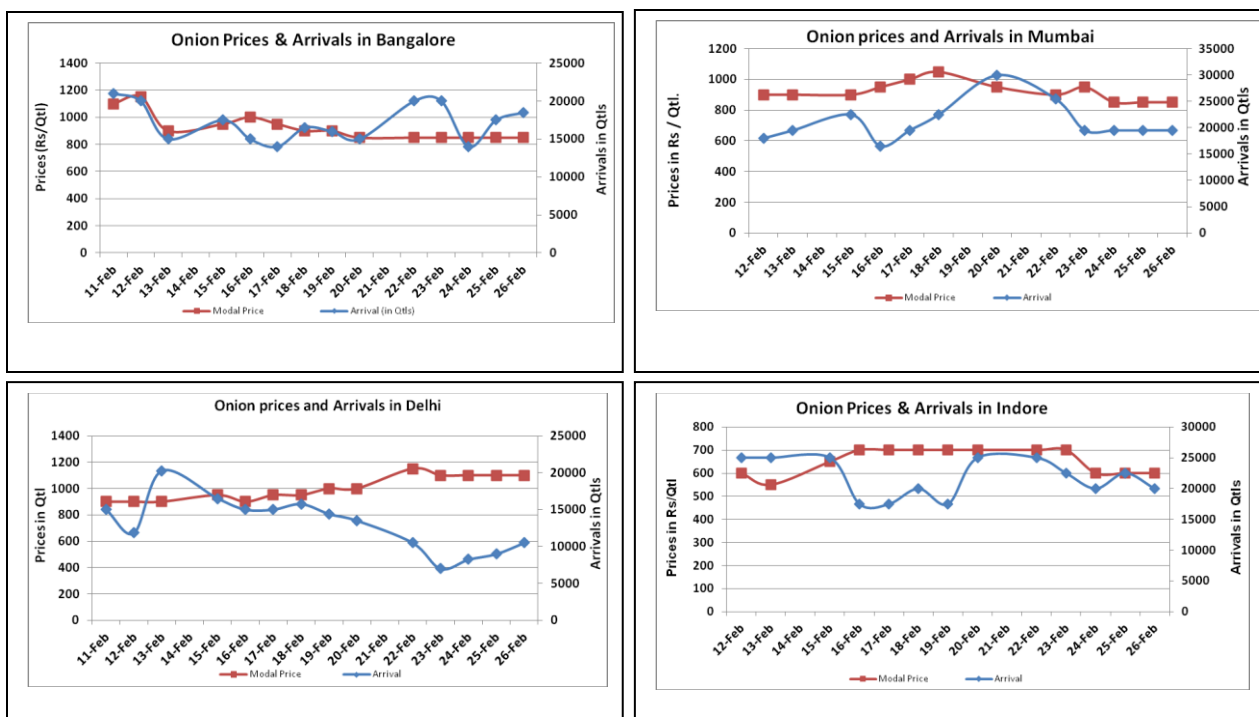 Onion Prices & Arrivals in Bangalore
Prices (Rs/Qtl)
1400
1200
1000
800
600
400
200
0
25000
20000
15000
10000
5000
0
Arrivals in Qtls
11-Feb
12-Feb
13-Feb
14-Feb
15-Feb
16-Feb
17-Feb
18-Feb
19-Feb
20-Feb
21-Feb
22-Feb
23-Feb
24-Feb
25-Feb
26-Feb
Modal Price
Arrival (in Qtls)
Onion prices and Arrivals in Mumbai
Prices in Rs / Qtl.
1200
1000
800
600
400
200
0
35000
30000
25000
20000
15000
10000
5000
0
Arrivals in Qtls
12-Feb
13-Feb
14-Feb
15-Feb
16-Feb
17-Feb
18-Feb
19-Feb
20-Feb
21-Feb
22-Feb
23-Feb
24-Feb
25-Feb
26-Feb
Modal Price
Arrival
Onion prices and Arrivals in Delhi
Prices in Qtl
1400
1200
1000
800
600
400
200
0
25000
20000
15000
10000
5000
0
Arrivals in Qtls
11-Feb
12-Feb
13-Feb
14-Feb
15-Feb
16-Feb
17-Feb
18-Feb
19-Feb
20-Feb
21-Feb
22-Feb
23-Feb
24-Feb
25-Feb
26-Feb
Modal Price
Arrival
Onion Prices & Arrivals in Indore
Prices in Rs/Qtl
800
700
600
500
400
300
200
100
0
30000
25000
20000
15000
10000
5000
0
Arrivals in Qtls
12-Feb
13-Feb
14-Feb
15-Feb
16-Feb
17-Feb
18-Feb
19-Feb
20-Feb
21-Feb
22-Feb
23-Feb
24-Feb
25-Feb
26-Feb
Modal Price
Arrival